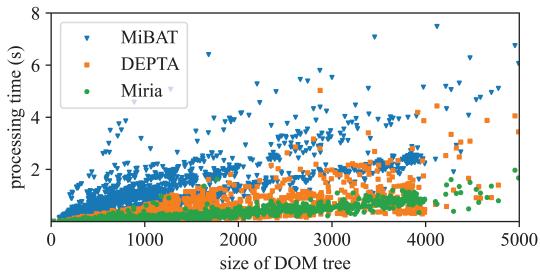 8
6
4
2
processing time (s)
MiBAT
DEPTA
Miria
0 1000 2000 3000 4000 5000
size of DOM tree